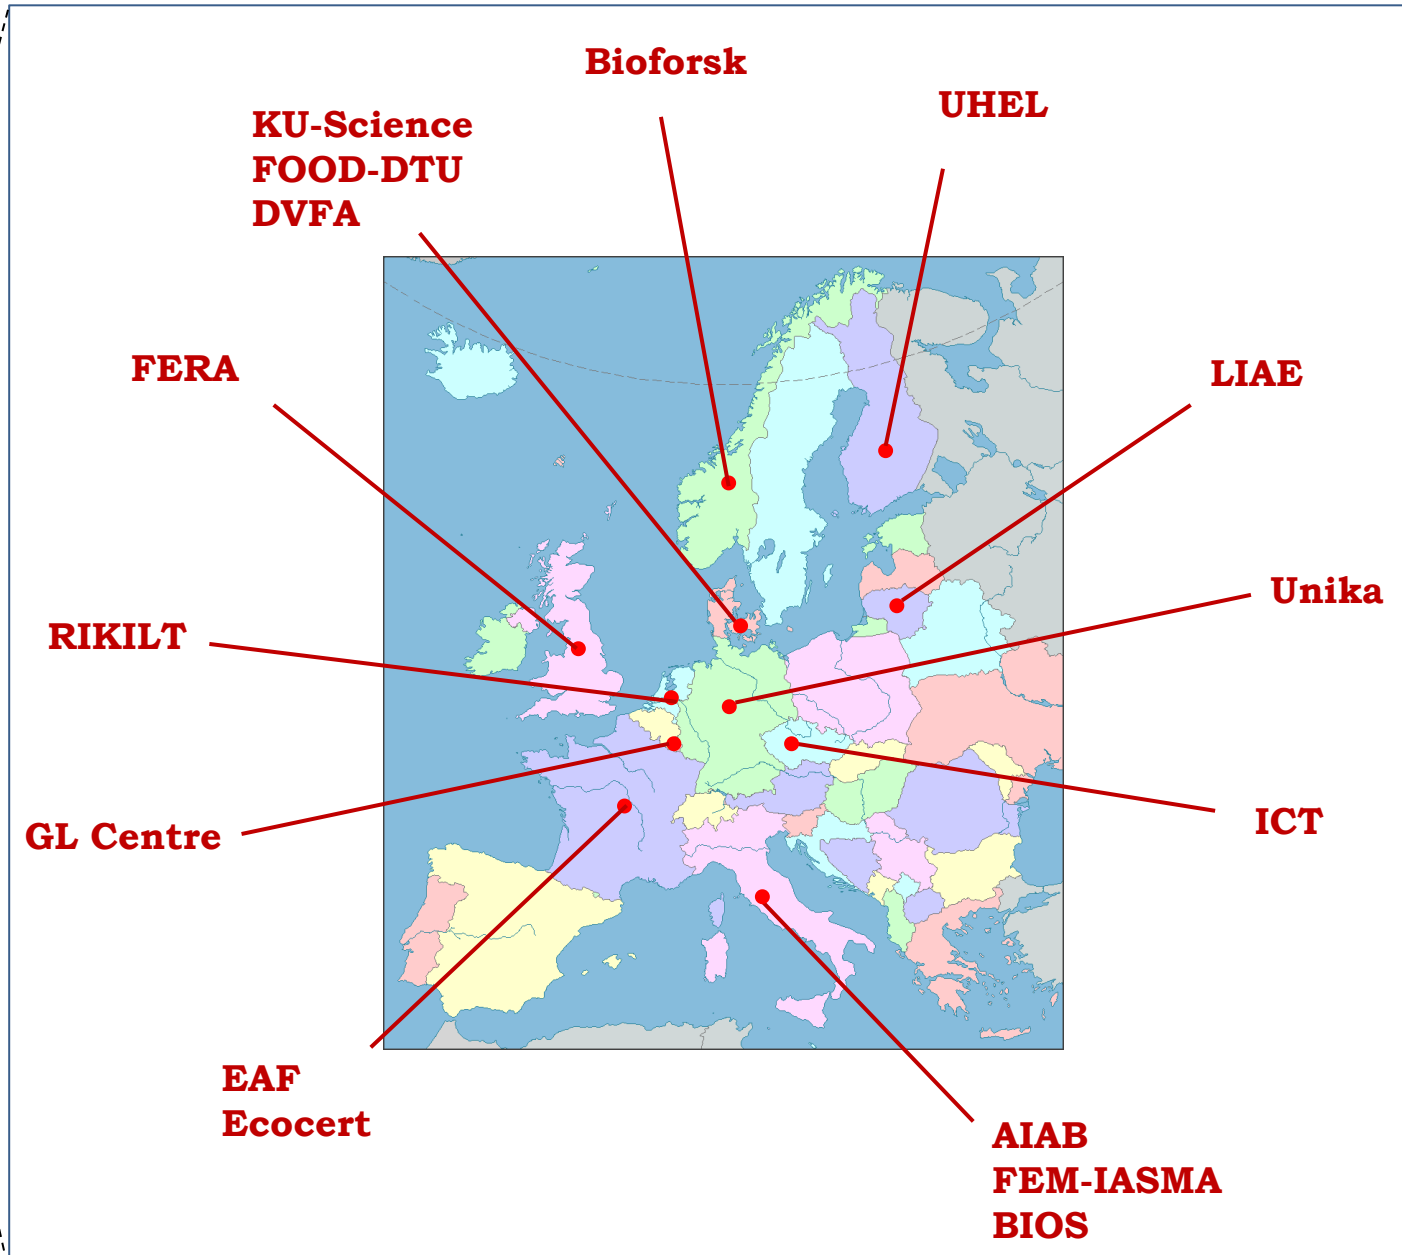 Bioforsk
UHEL
KU-Science
FOOD-DTU
DVFA
FERA
LIAE
Unika
RIKILT
GL Centre
ICT
EAF
Ecocert
AIAB
FEM-IASMA
BIOS